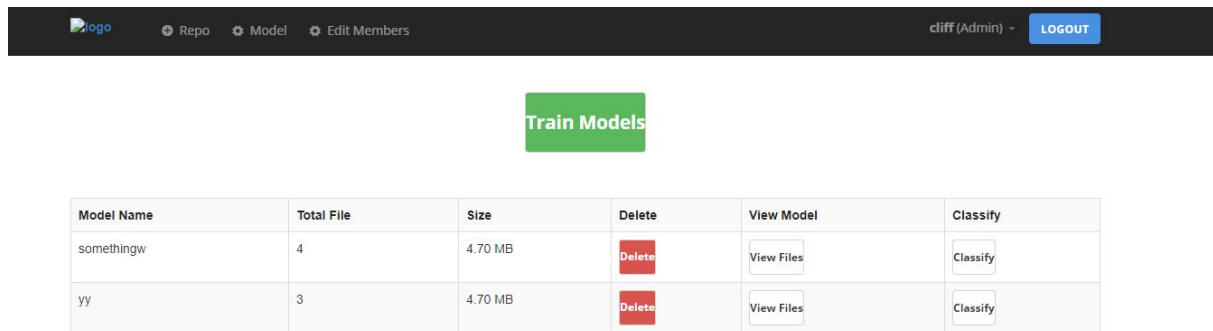 logo Repo Model Edit Members cliff (Admin) LOGOUT
Train Models
Model Name Total File Size Delete View Model Classify
somethingw 4 4.70 MB Delete View Files Classify
yy 3 4.70 MB Delete View Files Classify